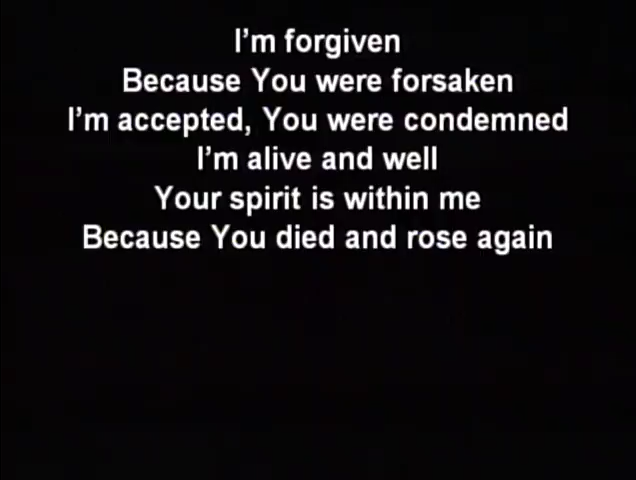 I'm forgiven
Because You were forsaken
I'm accepted, You were condemned
I'm alive and well
Your spirit is within me
Because You died and rose again